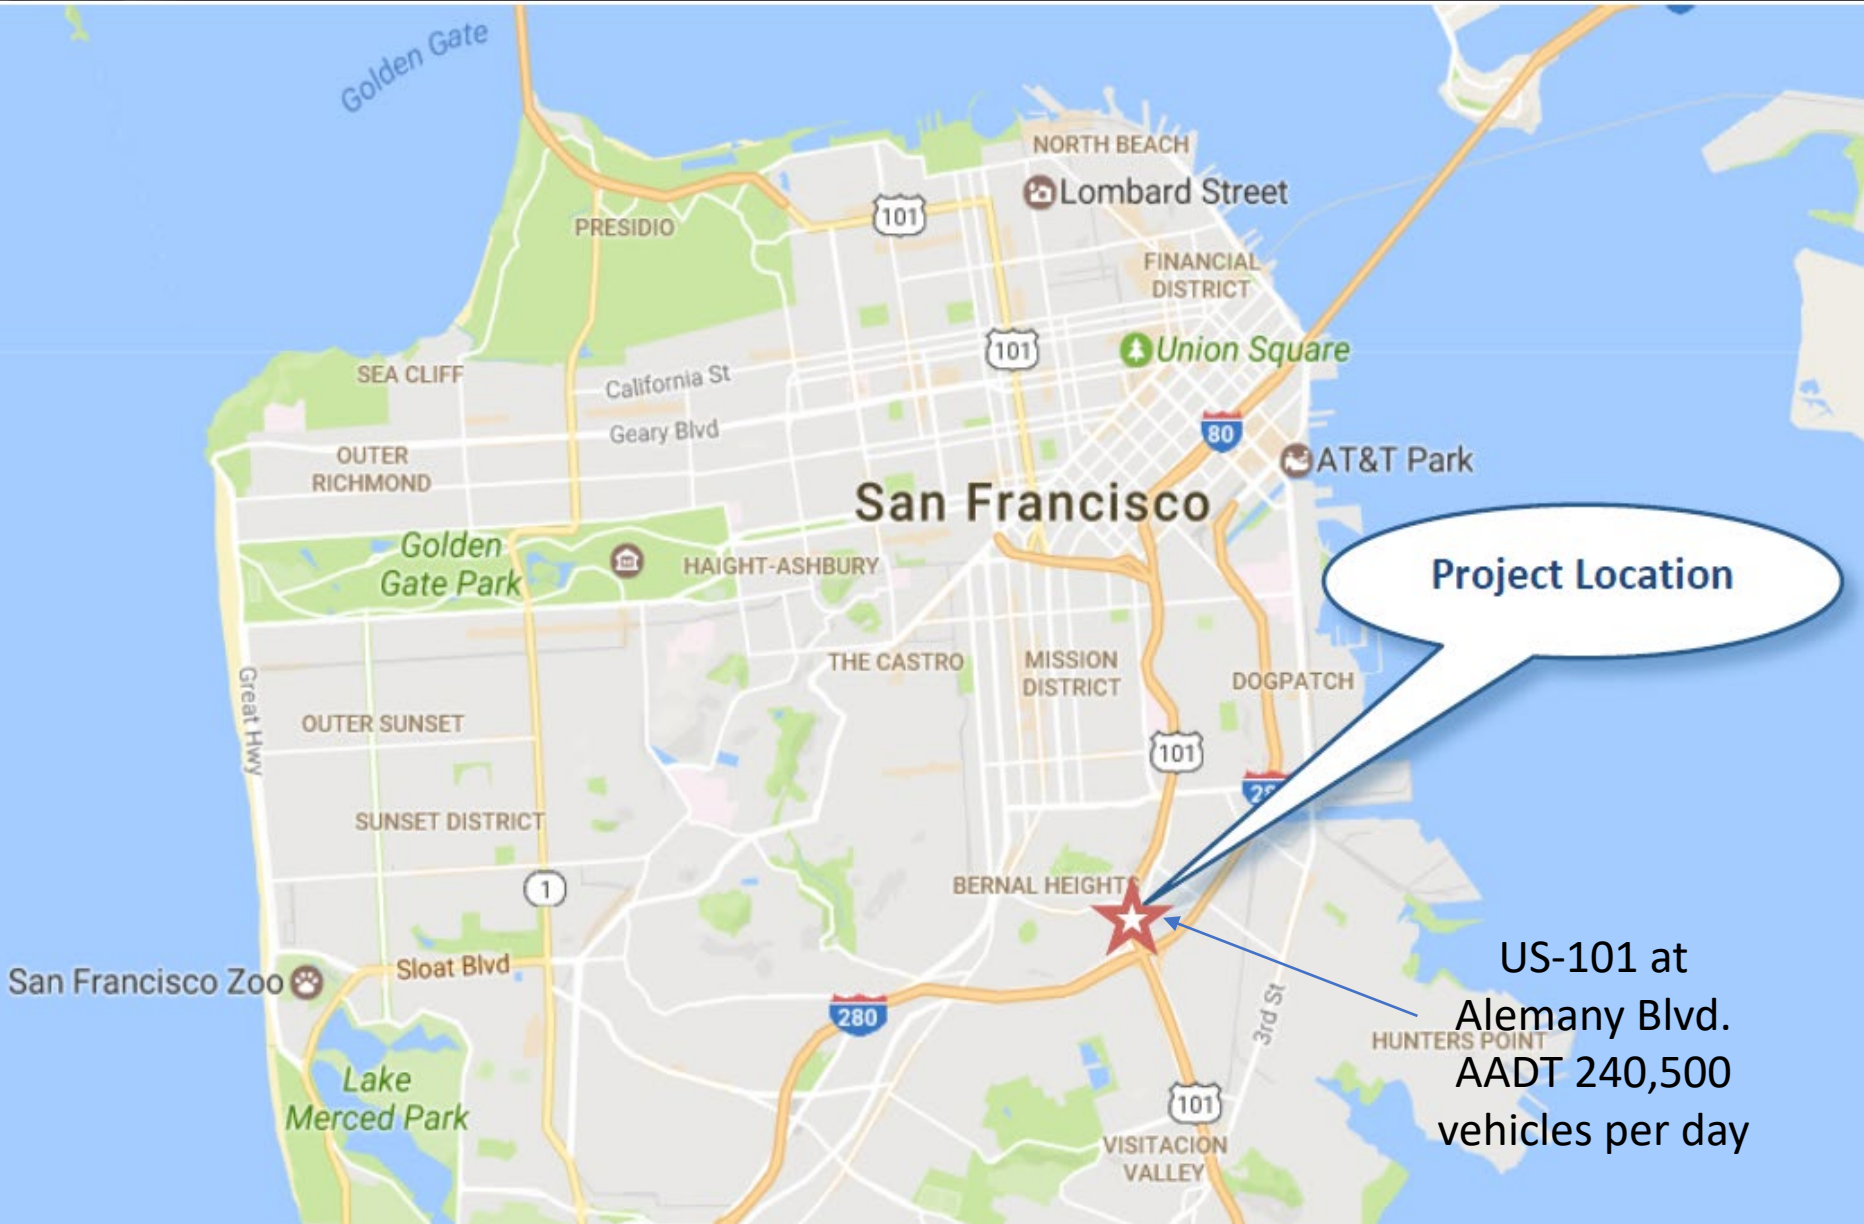 Golden Gate
NORTH BEACH
Lombard Street
101
PRESIDIO
FINANCIAL
DISTRICT
101
Union Square
SEA CLIFF
California St
Geary Blvd
80
OUTER
RICHMOND
AT&T Park
San Francisco
Golden
Gate Park
HAIGHT-ASHBURY
Project Location
THE CASTRO
MISSION
DISTRICT
DOGPATCH
Great Hwy
OUTER SUNSET
101
SUNSET DISTRICT
1
BERNAL HEIGHTS
San Francisco Zoo
Sloat Blvd
280
3rd St
US-101 at
Alemany Blvd.
HUNTERS POINT
AADT 240,500
vehicles per day
Lake
Merced Park
101
VISITACION
VALLEY